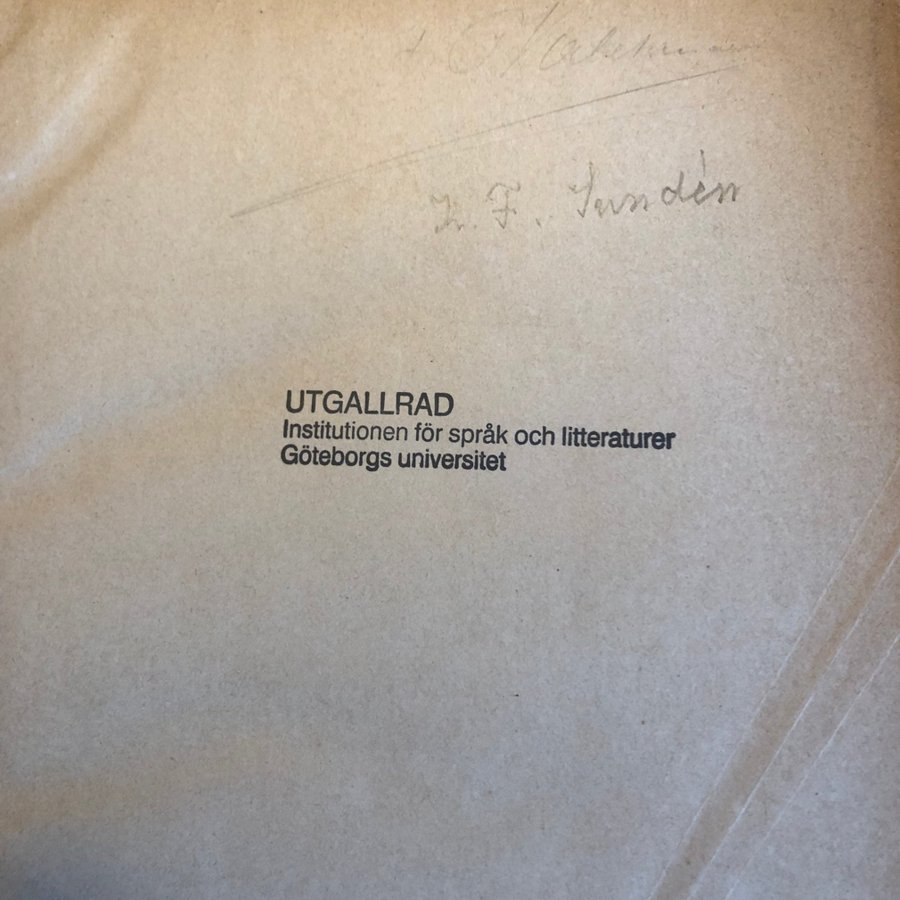 K. F. Sundén
UTGALLRAD
Institutionen för språk och litteraturer
Göteborgs universitet